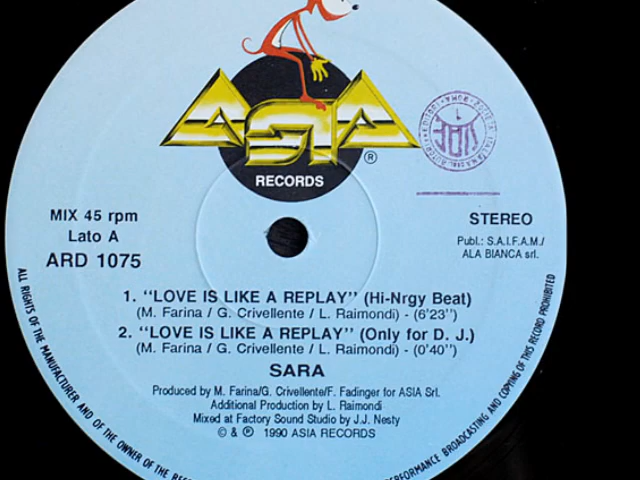 ASIA
®
RECORDS
MIX 45 rpm
Lato A
ARD 1075
STEREO
Publ.: S.A.I.F.A.M./
ALA BIANCA srl.
1. "LOVE IS LIKE A REPLAY" (Hi-Nrgy Beat)
(M. Farina / G. Crivellente / L. Raimondi) - (6'23")
2. "LOVE IS LIKE A REPLAY" (Only for D. J.)
(M. Farina / G. Crivellente / L. Raimondi) - (0'40")
SARA
Produced by M. Farina/G. Crivellente/F. Fadinger for ASIA Srl.
Additional Production by L. Raimondi
Mixed at Factory Sound Studio by J.J. Nesty
© & ℗ 1990 ASIA RECORDS
ALL RIGHTS OF THE MANUFACTURER AND OF THE OWNER OF THE
PERFORMANCE BROADCASTING AND COPYING OF THIS RECORD PROHIBITED